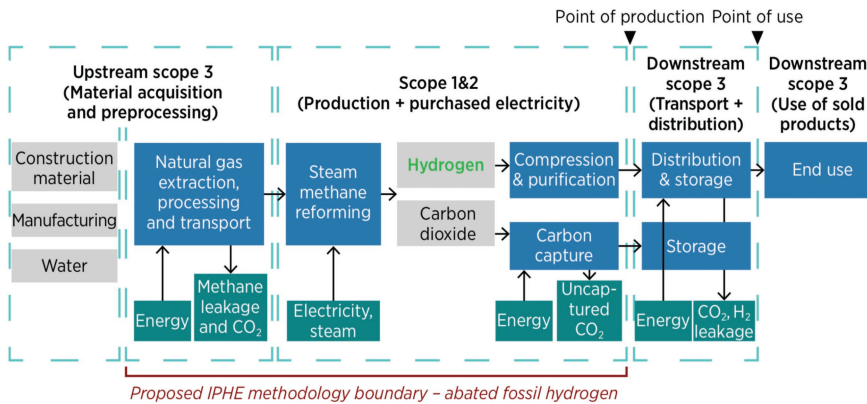 Point of production
Point of use
Upstream scope 3
(Material acquisition
and preprocessing)
Scope 1&2
(Production + purchased electricity)
Downstream
scope 3
(Transport +
distribution)
Downstream
scope 3
(Use of sold
products)
Construction
material
Manufacturing
Water
Natural gas
extraction,
processing
and transport
Energy
Methane
leakage
and CO₂
Steam
methane
reforming
Electricity,
steam
Hydrogen
Carbon
dioxide
Compression
& purification
Carbon
capture
Energy
Uncap-
tured
CO₂
Distribution
& storage
Storage
Energy
CO₂, H₂
leakage
End use
Proposed IPHE methodology boundary – abated fossil hydrogen